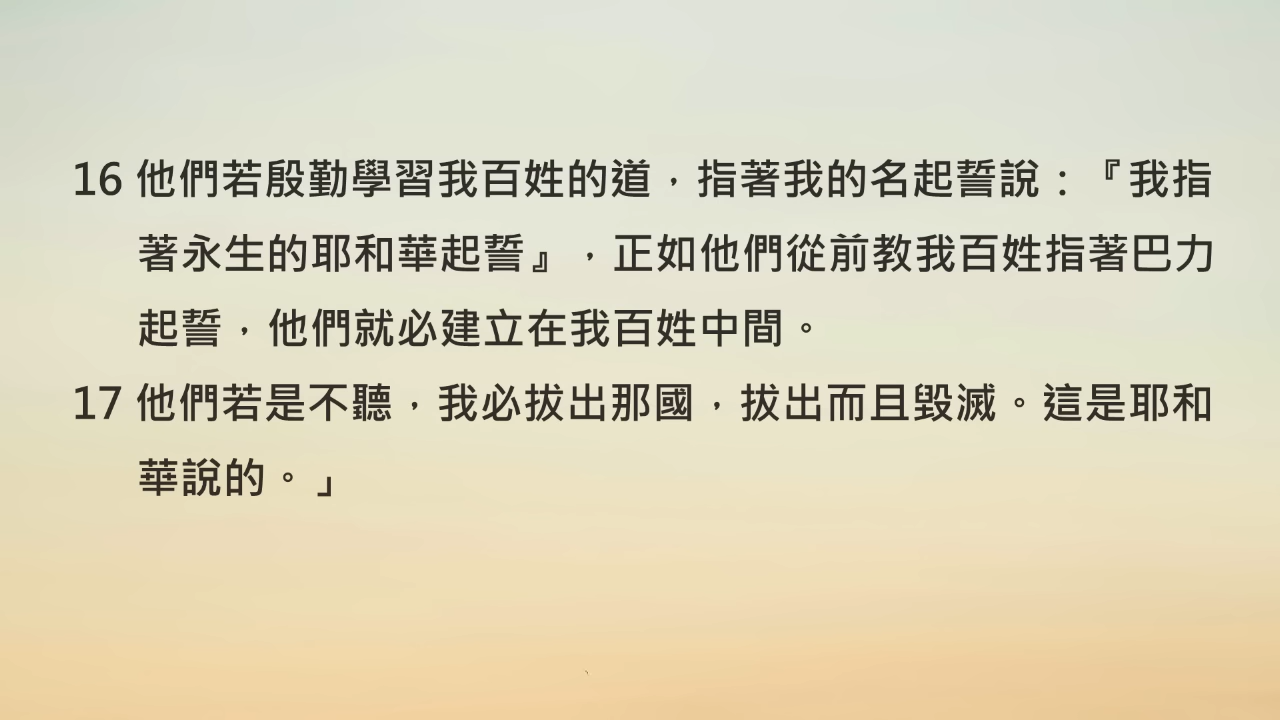 16 他們若殷勤學習我百姓的道，指著我的名起誓說：『我指
著永生的耶和華起誓』，正如他們從前教我百姓指著巴力
起誓，他們就必建立在我百姓中間。
17 他們若是不聽，我必拔出那國，拔出而且毀滅。這是耶和
華說的。」